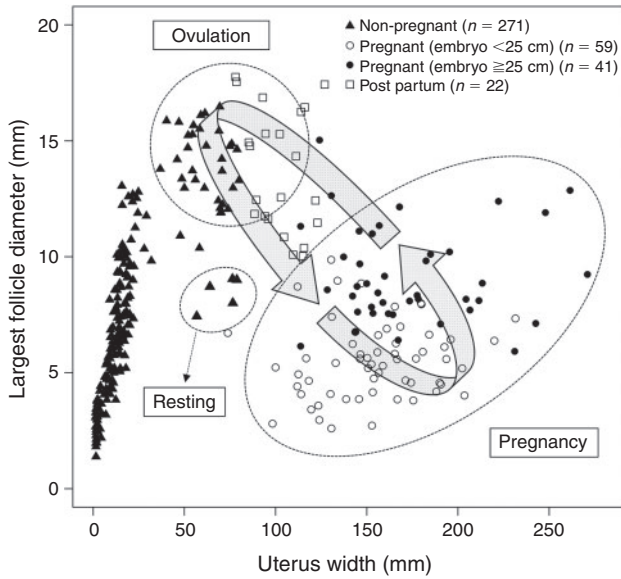 20
15
10
5
0
Largest follicle diameter (mm)
Ovulation
▲ Non-pregnant (n = 271)
○ Pregnant (embryo <25 cm) (n = 59)
● Pregnant (embryo ≧25 cm) (n = 41)
□ Post partum (n = 22)
Resting
Pregnancy
0 50 100 150 200 250
Uterus width (mm)